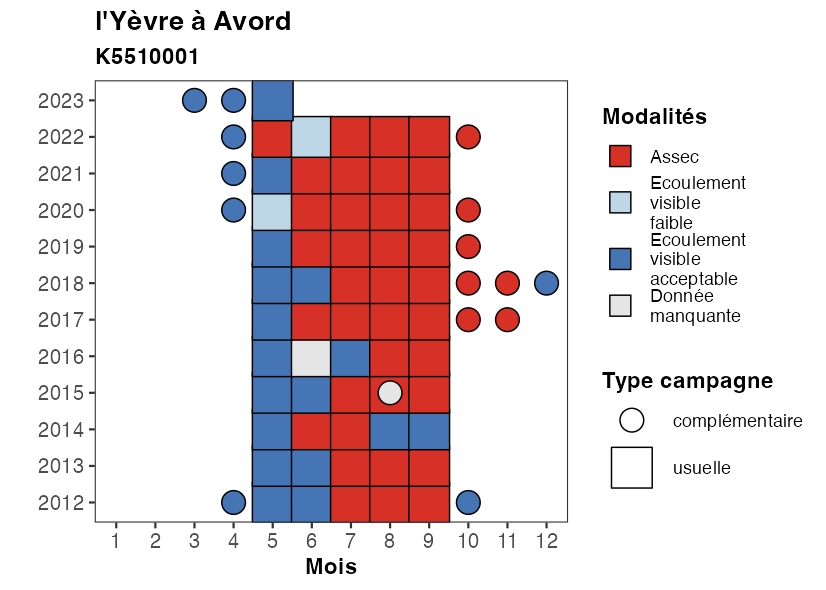 l'Yèvre à Avord
K5510001
2023
2022
2021
2020
2019
2018
2017
2016
2015
2014
2013
2012
1 2 3 4 5 6 7 8 9 10 11 12
Mois
Modalités
Assec
Ecoulement
visible
faible
Ecoulement
visible
acceptable
Donnée
manquante
Type campagne
complémentaire
usuelle